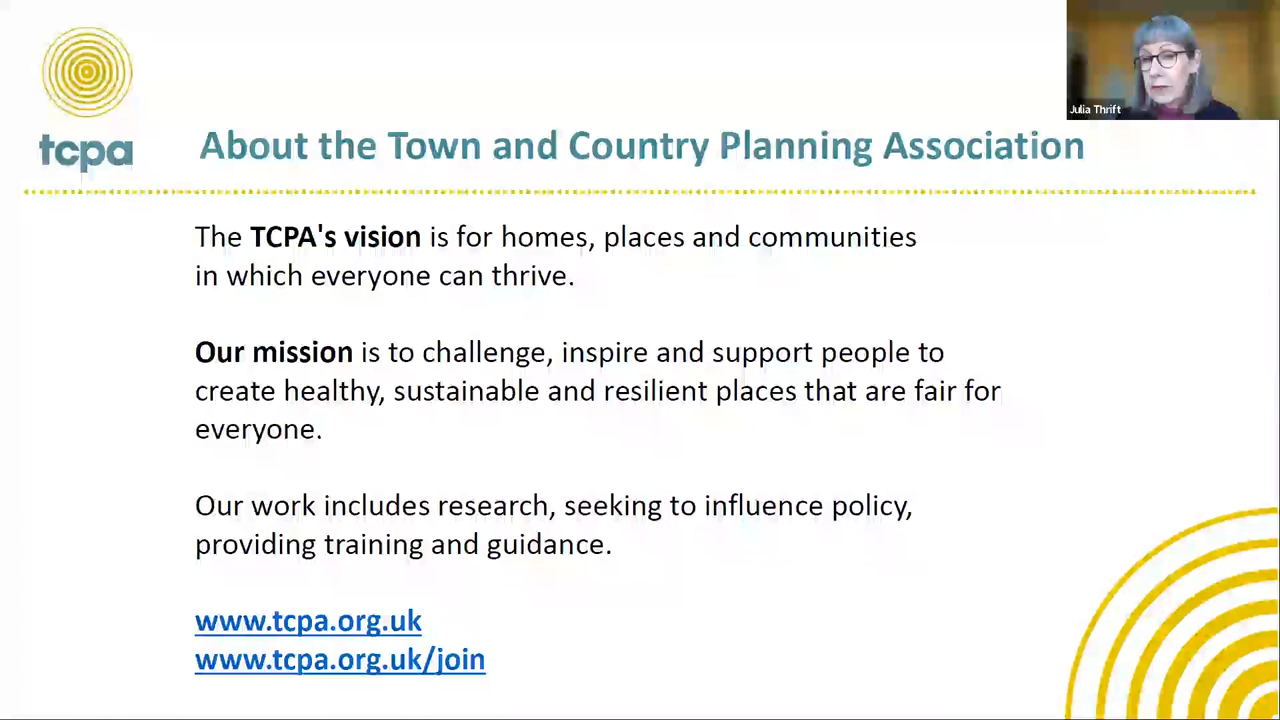 Julia Thrift
tcpa
About the Town and Country Planning Association
The TCPA's vision is for homes, places and communities
in which everyone can thrive.
Our mission is to challenge, inspire and support people to
create healthy, sustainable and resilient places that are fair for
everyone.
Our work includes research, seeking to influence policy,
providing training and guidance.
www.tcpa.org.uk
www.tcpa.org.uk/join